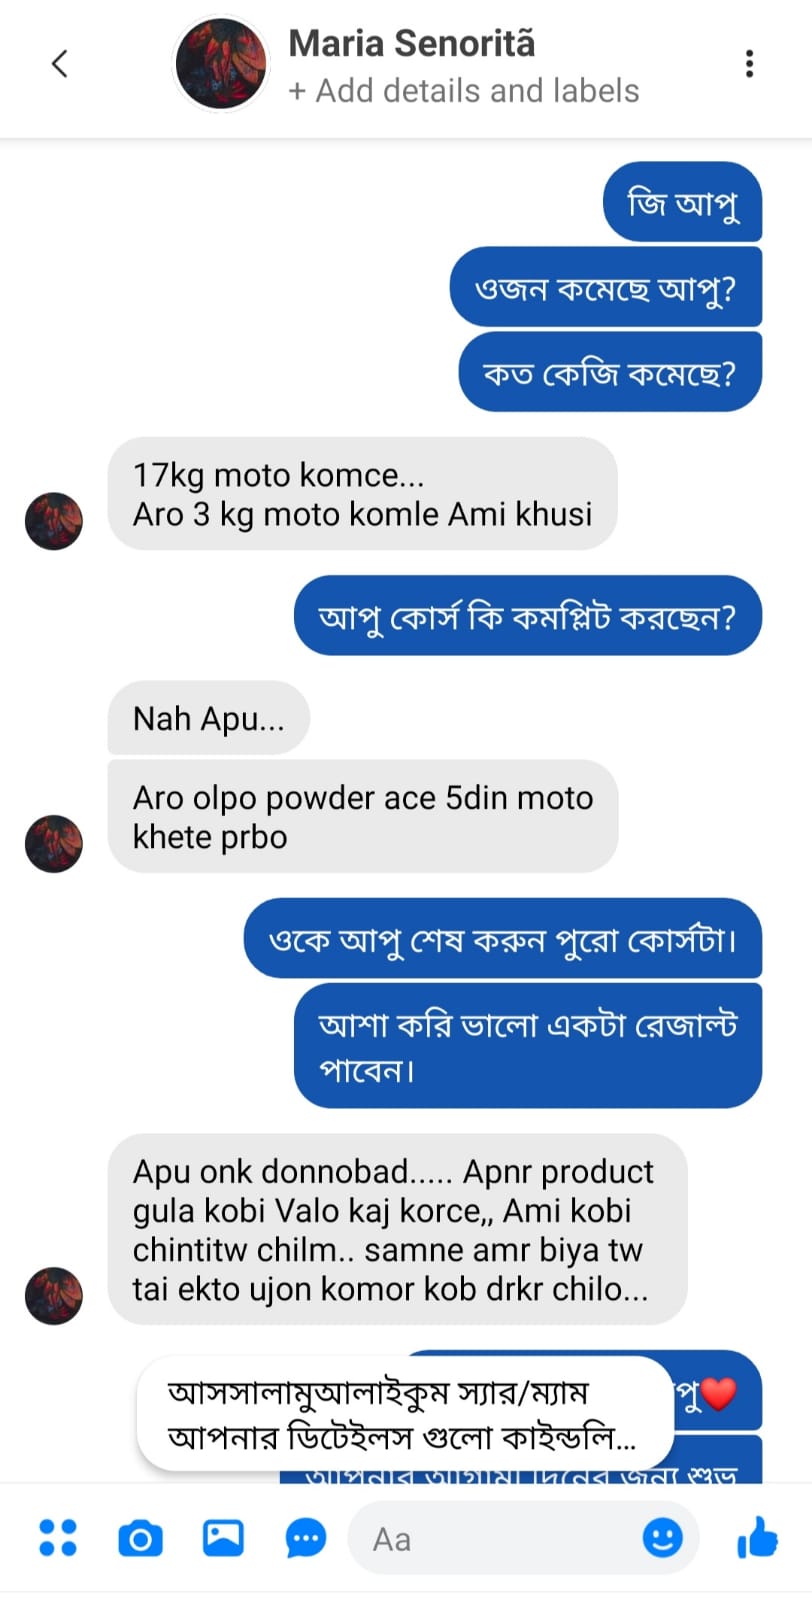 Maria Senoritã
+ Add details and labels
জি আপু
ওজন কমেছে আপু?
কত কেজি কমেছে?
17kg moto komce...
Aro 3 kg moto komle Ami khusi
আপু কোর্স কি কমপ্লিট করছেন?
Nah Apu...
Aro olpo powder ace 5din moto
khete prbo
ওকে আপু শেষ করুন পুরো কোর্সটা।
আশা করি ভালো একটা রেজাল্ট
পাবেন।
Apu onk donnobad..... Apnr product
gula kobi Valo kaj korce,, Ami kobi
chintitw chilm.. samne amr biya tw
tai ekto ujon komor kob drkr chilo...
পু❤️
আসসালামুআলাইকুম স্যার/ম্যাম
আপনার ডিটেইলস গুলো কাইন্ডলি...
আপনার আগামী দিনের জন্য শুভ
Aa